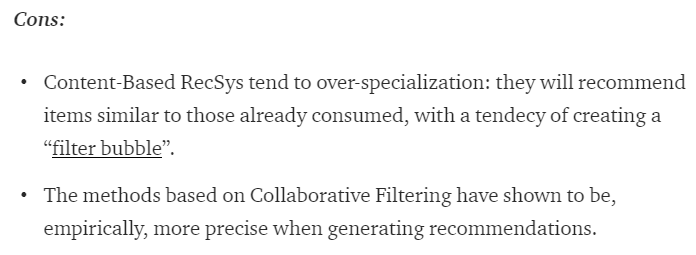 Cons:
• Content-Based RecSys tend to over-specialization: they will recommend
items similar to those already consumed, with a tendecy of creating a
“filter bubble”.
• The methods based on Collaborative Filtering have shown to be,
empirically, more precise when generating recommendations.